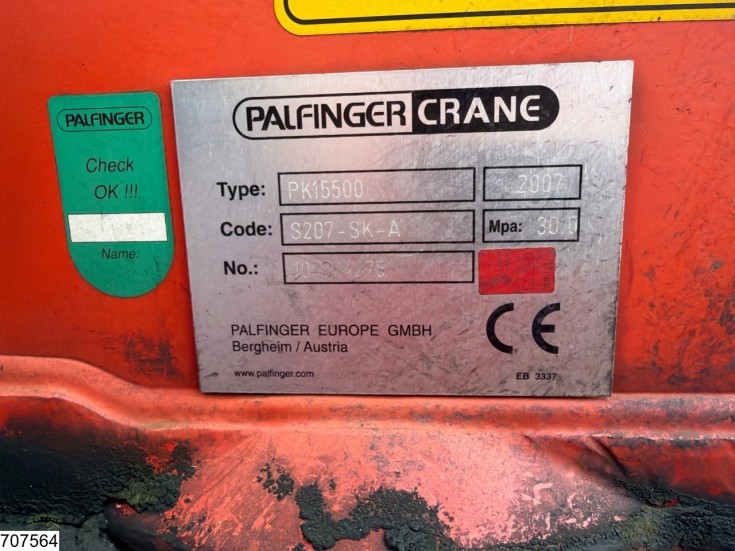 PALFINGER
Check
OK !!!
Name:
PALFINGER CRANE
Type: PK15500 2007
Code: S207-SK-A Mpa: 30.0
No.:
PALFINGER EUROPE GMBH
Bergheim / Austria
www.palfinger.com
EB 3337
CE
707564